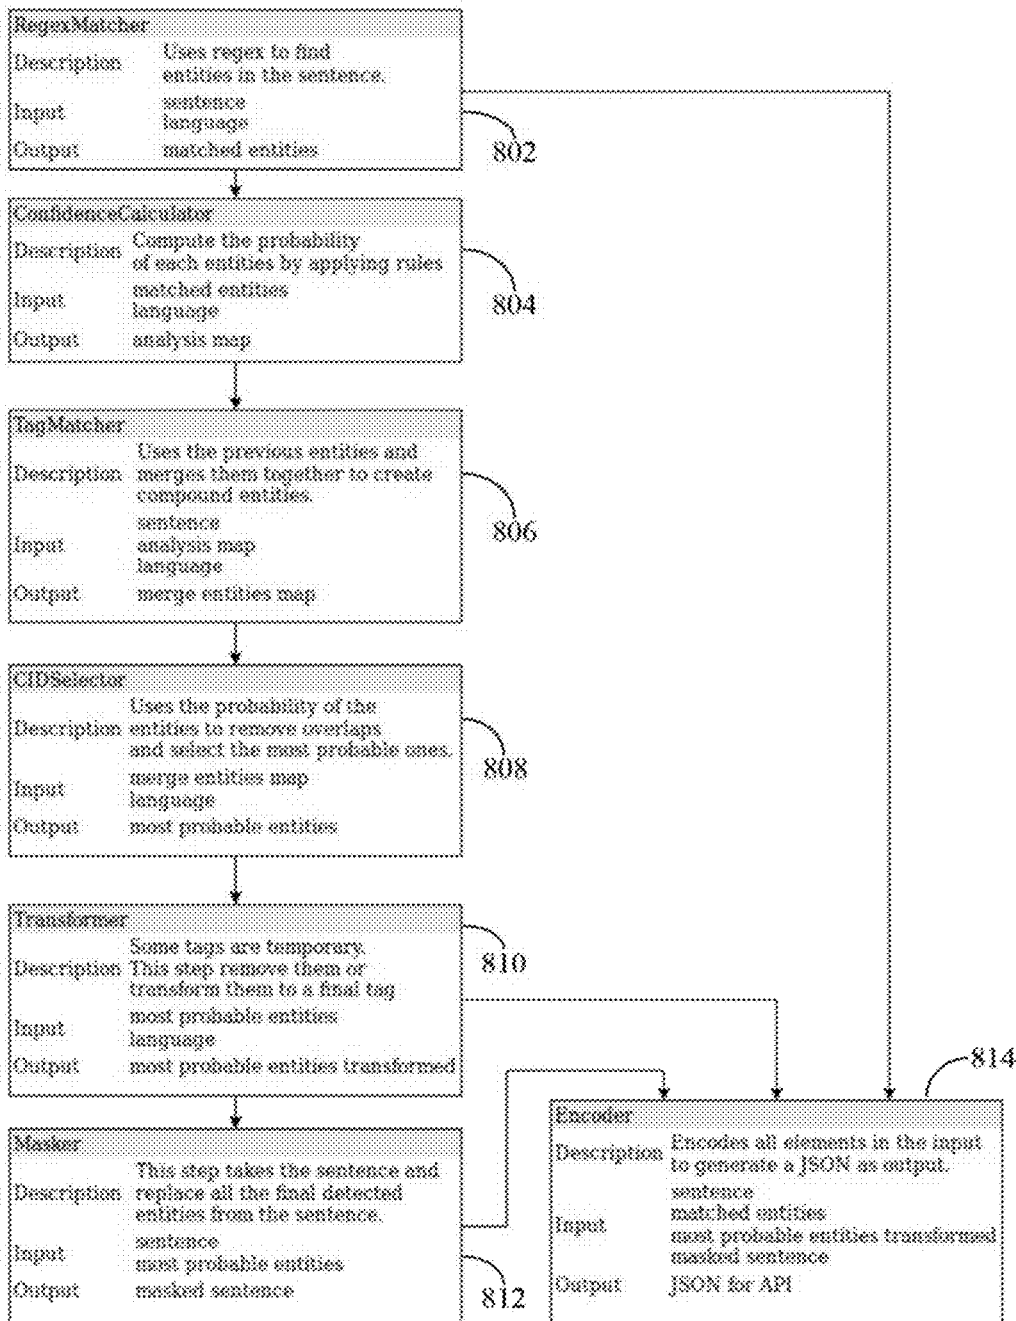 RegexMatcher
Description Uses regex to find
entities in the sentence.
Input sentence
language
Output matched entities
802
ConfidenceCalculator
Description Compute the probability
of each entities by applying rules
Input matched entities
language
Output analysis map
804
TagMatcher
Uses the previous entities and
Description merges them together to create
compound entities.
sentence
Input analysis map
language
Output merge entities map
806
CIDSelector
Uses the probability of the
Description entities to remove overlaps
and select the most probable ones.
Input merge entities map
language
Output most probable entities
808
Transformer
Some tags are temporary.
Description This step remove them or
transform them to a final tag
Input most probable entities
language
Output most probable entities transformed
810
Masker
This step takes the sentence and
Description replace all the final detected
entities from the sentence.
Input sentence
most probable entities
Output masked sentence
812
814
Encoder
Description Encodes all elements in the input
to generate a JSON as output.
sentence
matched entities
Input most probable entities transformed
masked sentence
Output JSON for API